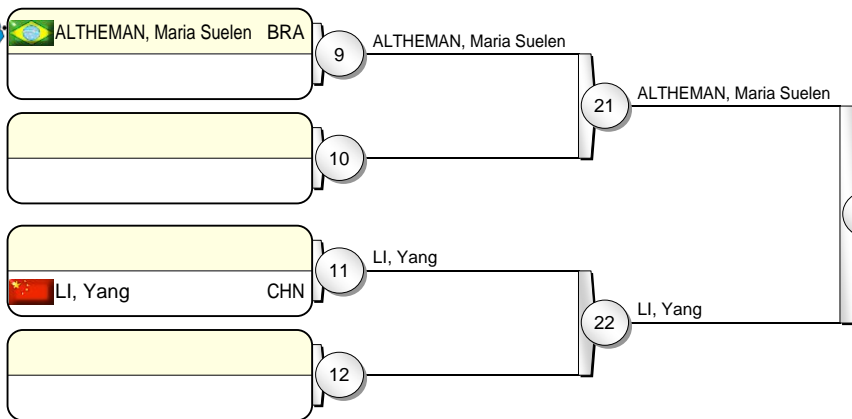 ALTHEMAN, Maria Suelen BRA
9
ALTHEMAN, Maria Suelen
21
ALTHEMAN, Maria Suelen
10
11
LI, Yang
LI, Yang CHN
22
LI, Yang
12